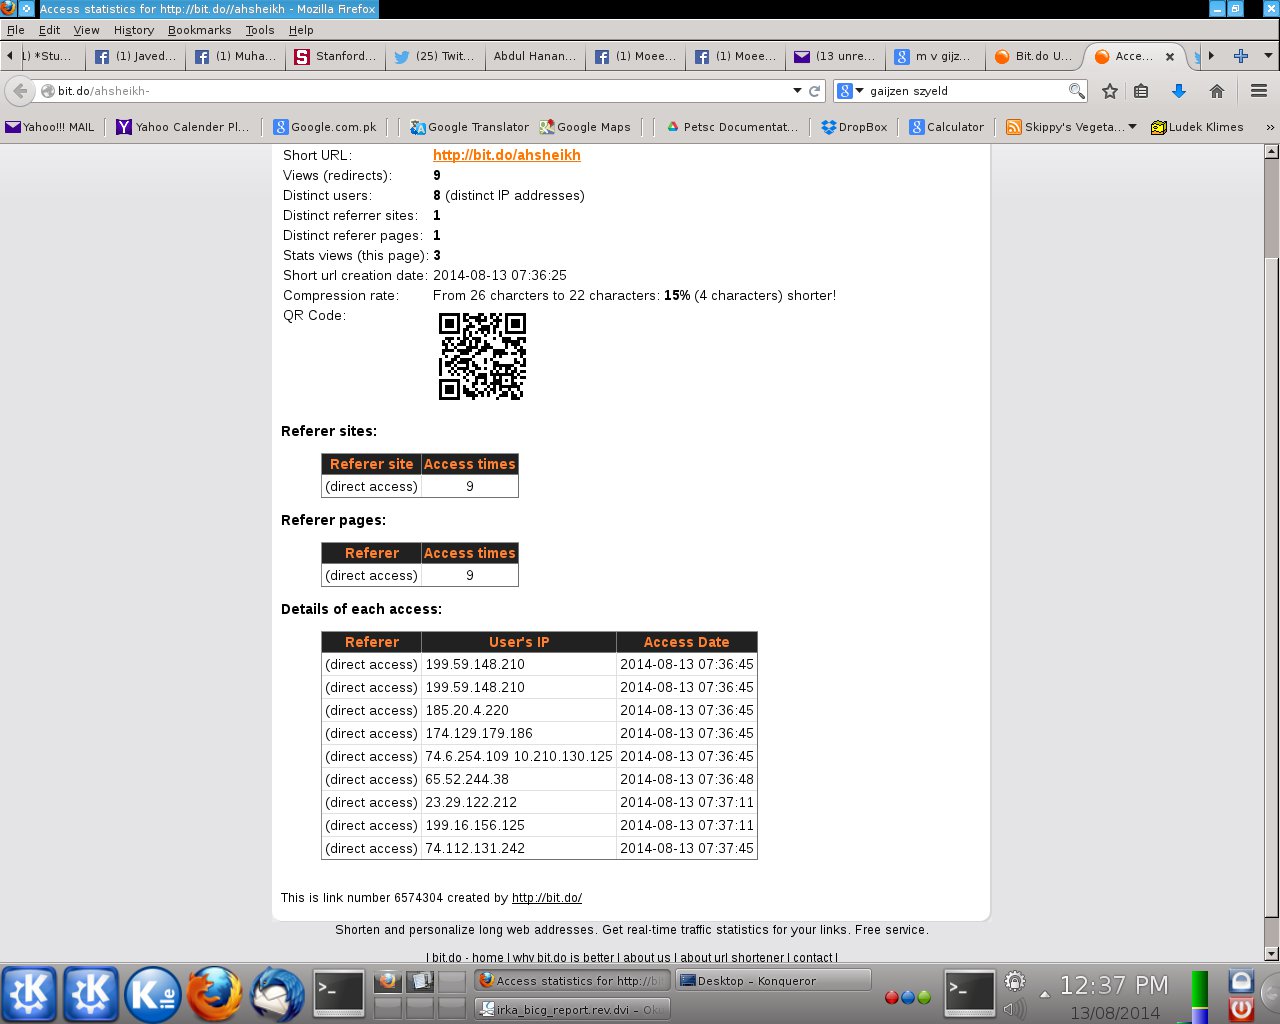 Access statistics for http://bit.do//ahsheikh - Mozilla Firefox
File Edit View History Bookmarks Tools Help
) *Stu... (1) Javed... (1) Muha... Stanford... (25) Twit... Abdul Hanan... (1) Moee... (1) Moee... (13 unre... m v gijz... Bit.do U... Acce...
bit.do/ahsheikh-
gaijzen szyeld
Yahoo!!! MAIL Yahoo Calender Pl... Google.com.pk Google Translator Google Maps Petsc Documentat... DropBox Calculator Skippy's Vegeta... Ludek Klimes »
Short URL: http://bit.do/ahsheikh
Views (redirects): 9
Distinct users: 8 (distinct IP addresses)
Distinct referrer sites: 1
Distinct referer pages: 1
Stats views (this page): 3
Short url creation date: 2014-08-13 07:36:25
Compression rate: From 26 charcters to 22 characters: 15% (4 characters) shorter!
QR Code:
Referer sites:
Referer site Access times
(direct access) 9
Referer pages:
Referer Access times
(direct access) 9
Details of each access:
Referer User's IP Access Date
(direct access) 199.59.148.210 2014-08-13 07:36:45
(direct access) 199.59.148.210 2014-08-13 07:36:45
(direct access) 185.20.4.220 2014-08-13 07:36:45
(direct access) 174.129.179.186 2014-08-13 07:36:45
(direct access) 74.6.254.109 10.210.130.125 2014-08-13 07:36:45
(direct access) 65.52.244.38 2014-08-13 07:36:48
(direct access) 23.29.122.212 2014-08-13 07:37:11
(direct access) 199.16.156.125 2014-08-13 07:37:11
(direct access) 74.112.131.242 2014-08-13 07:37:45
This is link number 6574304 created by http://bit.do/
Shorten and personalize long web addresses. Get real-time traffic statistics for your links. Free service.
| bit.do - home | why bit.do is better | about us | about url shortener | contact |
Access statistics for http://bi
Desktop – Konqueror
irka_bicg_report.rev.dvi – Oku
12:37 PM
13/08/2014